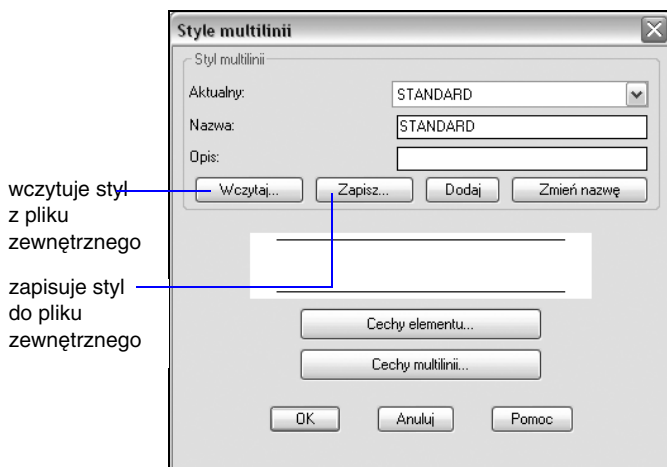 Style multilinii
Styl multilinii
Aktualny: STANDARD
Nazwa: STANDARD
Opis:
Wczytaj... Zapisz... Dodaj Zmień nazwę
wczytuje styl
z pliku
zewnętrznego
zapisuje styl
do pliku
zewnętrznego
Cechy elementu...
Cechy multilinii...
OK Anuluj Pomoc